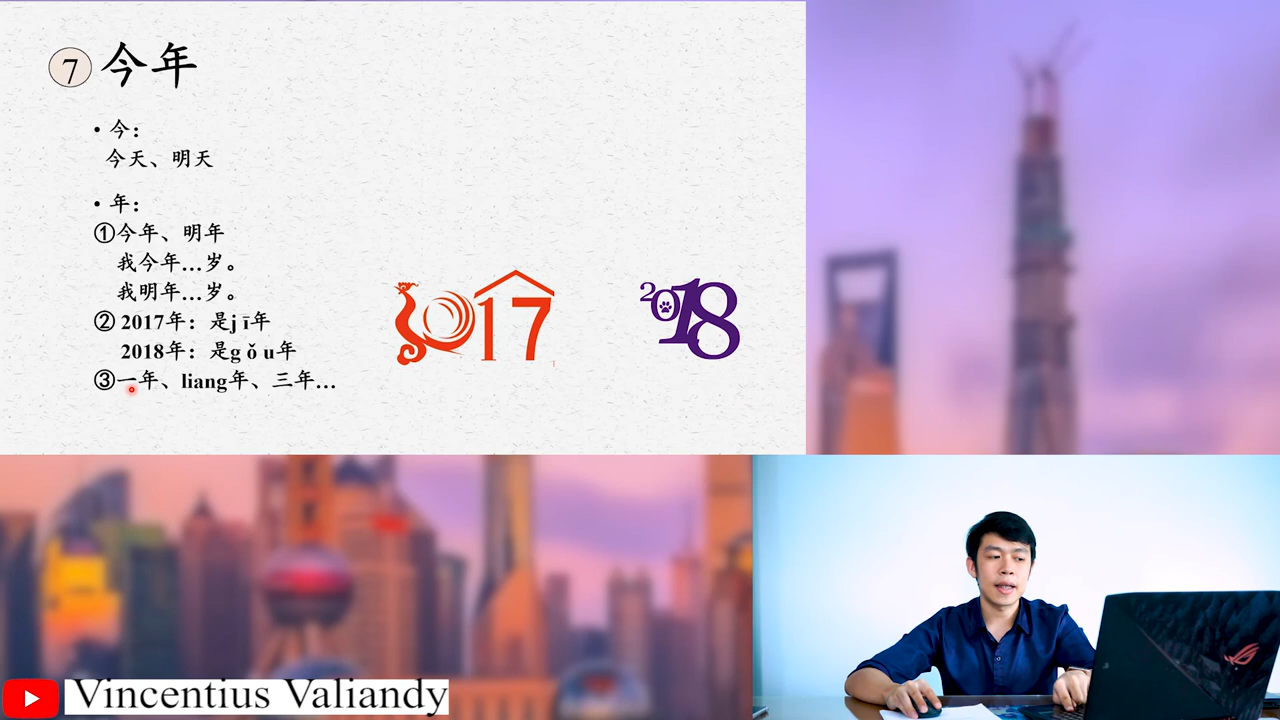 7 今年
• 今：
今天、明天
• 年：
①今年、明年
我今年…岁。
我明年…岁。
② 2017年：是j ī年
2018年：是g ǒ u年
③一年、liang年、三年…
2017
2018
Vincentius Valiandy